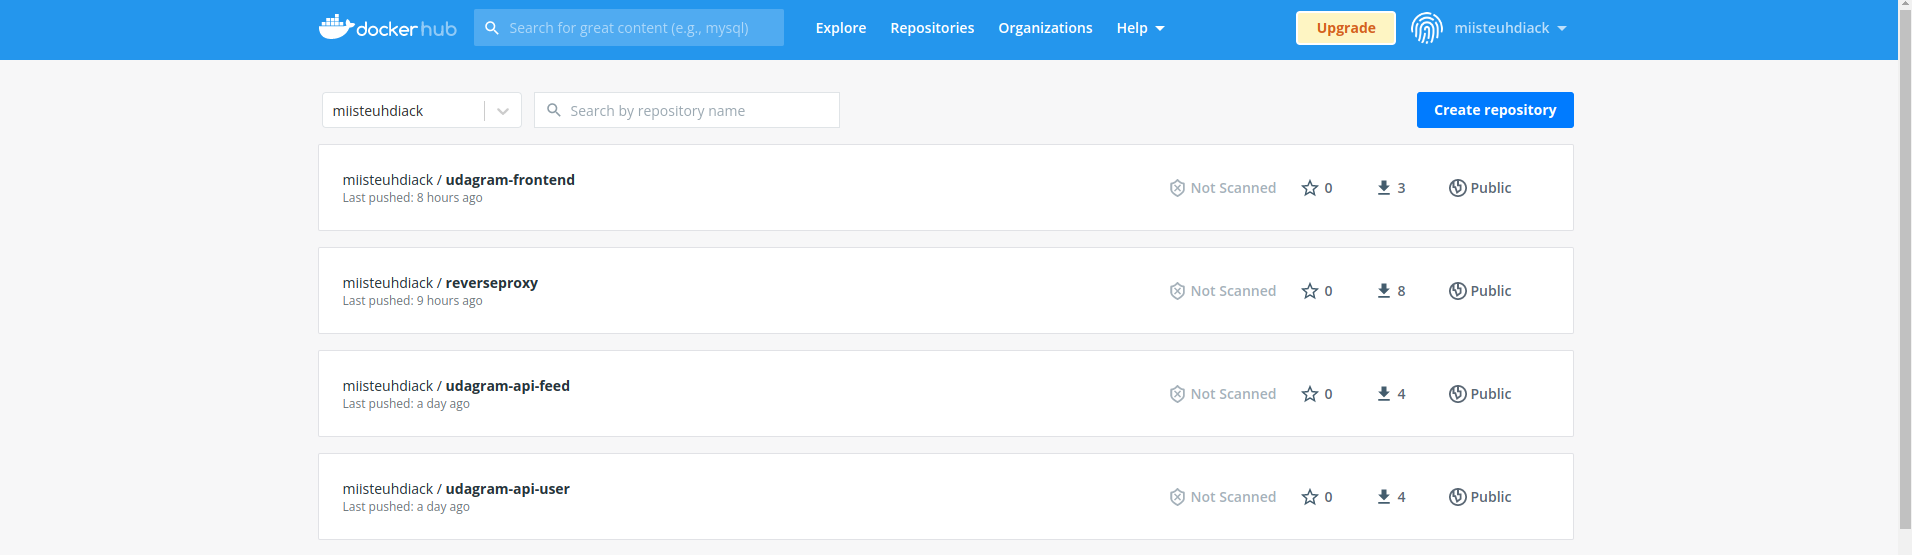 docker hub Search for great content (e.g., mysql) Explore Repositories Organizations Help Upgrade miisteuhdiack
miisteuhdiack Search by repository name Create repository
miisteuhdiack / udagram-frontend Not Scanned 0 3 Public
Last pushed: 8 hours ago
miisteuhdiack / reverseproxy Not Scanned 0 8 Public
Last pushed: 9 hours ago
miisteuhdiack / udagram-api-feed Not Scanned 0 4 Public
Last pushed: a day ago
miisteuhdiack / udagram-api-user Not Scanned 0 4 Public
Last pushed: a day ago